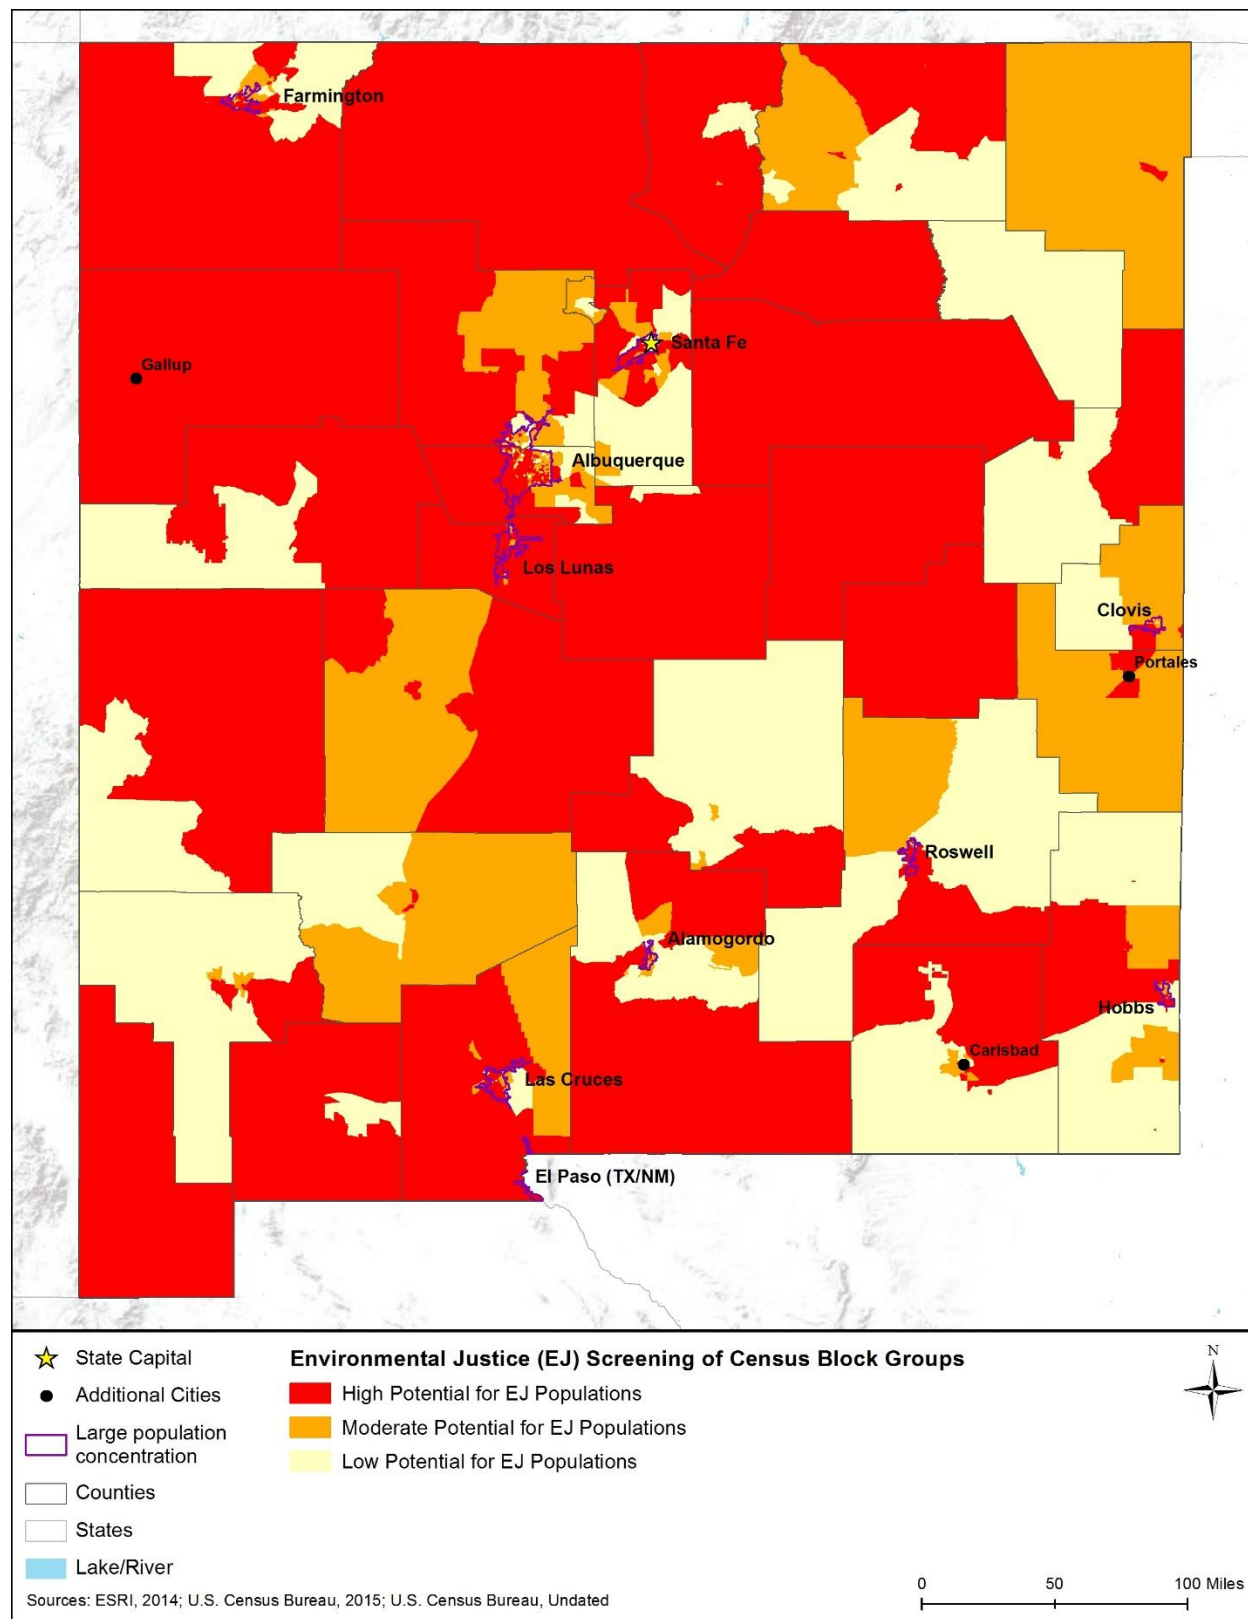 Farmington
Santa Fe
Gallup
Albuquerque
Los Lunas
Clovis
Portales
Roswell
Alamogordo
Hobbs
Carlsbad
Las Cruces
El Paso (TX/NM)
State Capital
Additional Cities
Large population
concentration
Counties
States
Lake/River
Environmental Justice (EJ) Screening of Census Block Groups
High Potential for EJ Populations
Moderate Potential for EJ Populations
Low Potential for EJ Populations
N
0 50 100 Miles
Sources: ESRI, 2014; U.S. Census Bureau, 2015; U.S. Census Bureau, Undated